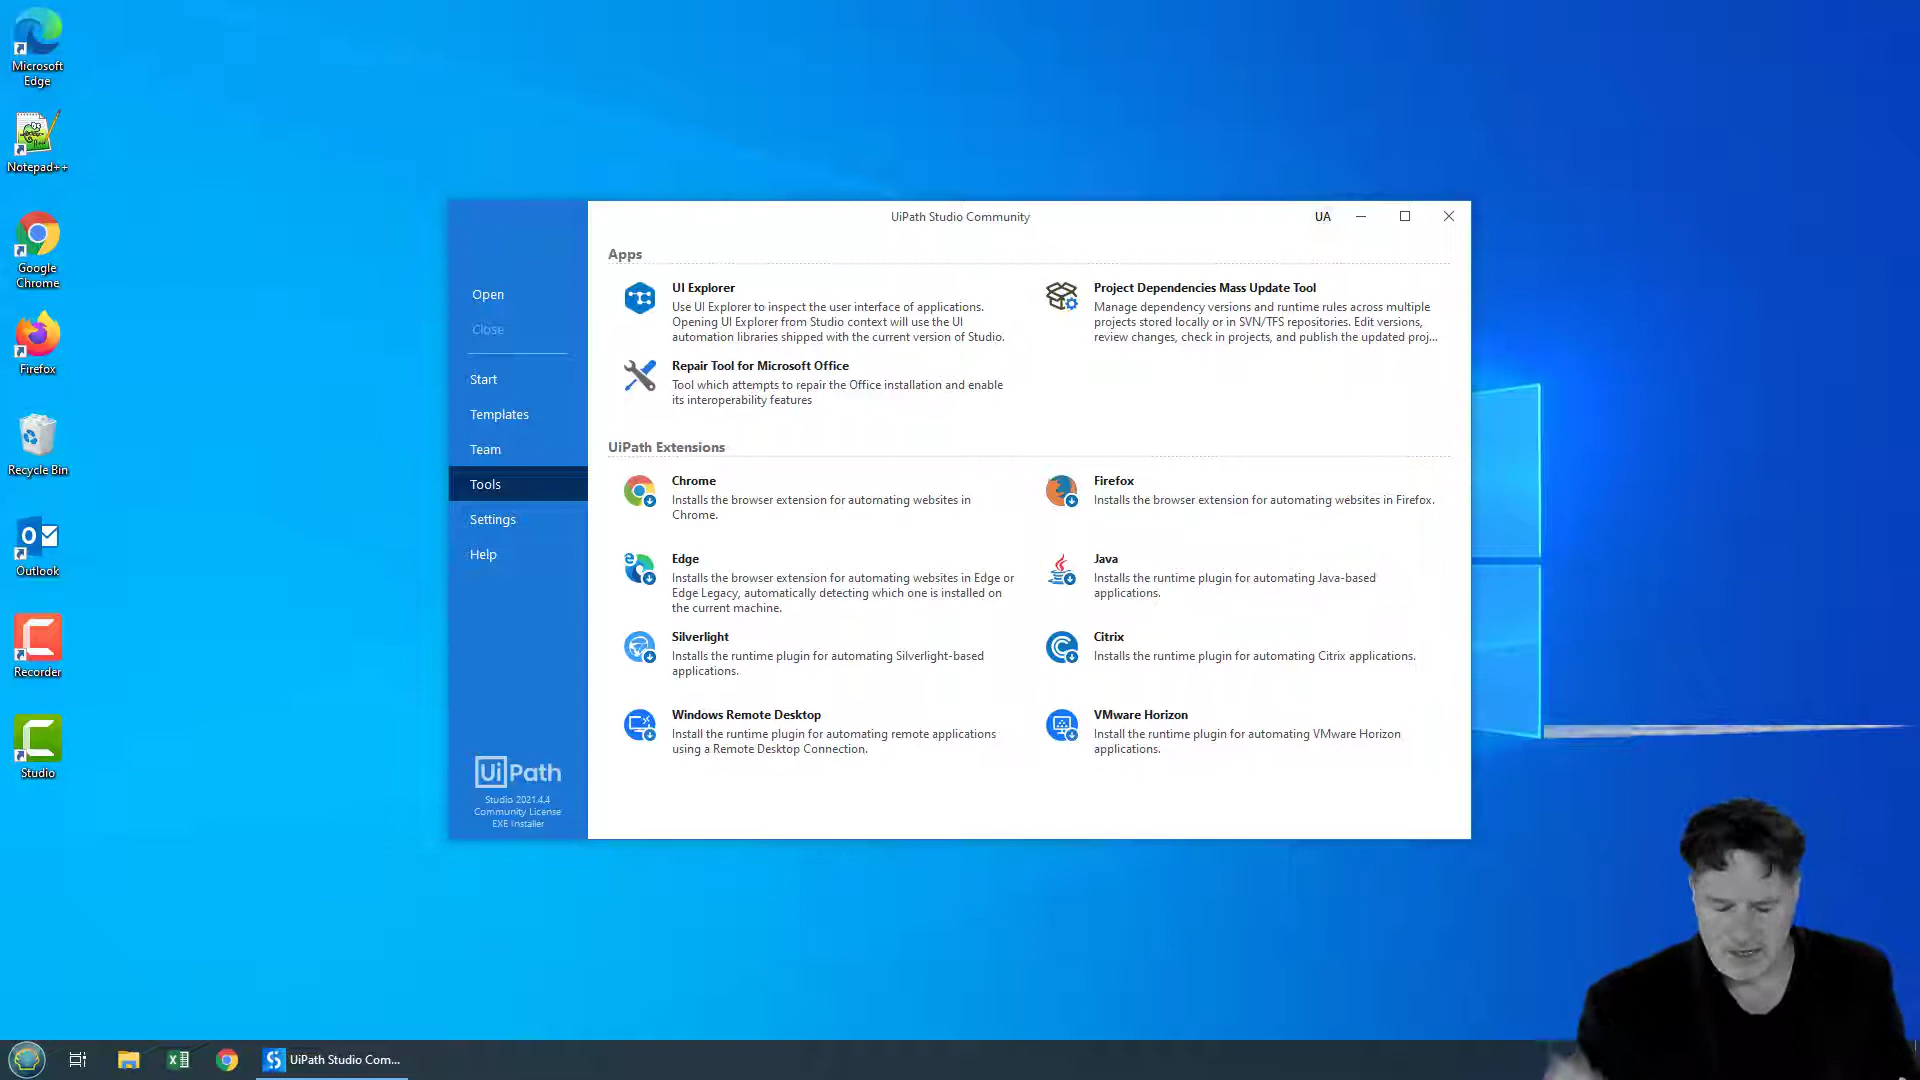 Microsoft
Edge
Notepad++
Google
Chrome
Firefox
Recycle Bin
Outlook
Recorder
Studio
UiPath Studio Community
UA
Open
Close
Start
Templates
Team
Tools
Settings
Help
UiPath
Studio 2021.4.4
Community License
EXE Installer
Apps
UI Explorer
Use UI Explorer to inspect the user interface of applications.
Opening UI Explorer from Studio context will use the UI
automation libraries shipped with the current version of Studio.
Project Dependencies Mass Update Tool
Manage dependency versions and runtime rules across multiple
projects stored locally or in SVN/TFS repositories. Edit versions,
review changes, check in projects, and publish the updated proj...
Repair Tool for Microsoft Office
Tool which attempts to repair the Office installation and enable
its interoperability features
UiPath Extensions
Chrome
Installs the browser extension for automating websites in
Chrome.
Firefox
Installs the browser extension for automating websites in Firefox.
Edge
Installs the browser extension for automating websites in Edge or
Edge Legacy, automatically detecting which one is installed on
the current machine.
Java
Installs the runtime plugin for automating Java-based
applications.
Silverlight
Installs the runtime plugin for automating Silverlight-based
applications.
Citrix
Installs the runtime plugin for automating Citrix applications.
Windows Remote Desktop
Install the runtime plugin for automating remote applications
using a Remote Desktop Connection.
VMware Horizon
Install the runtime plugin for automating VMware Horizon
applications.
UiPath Studio Com...